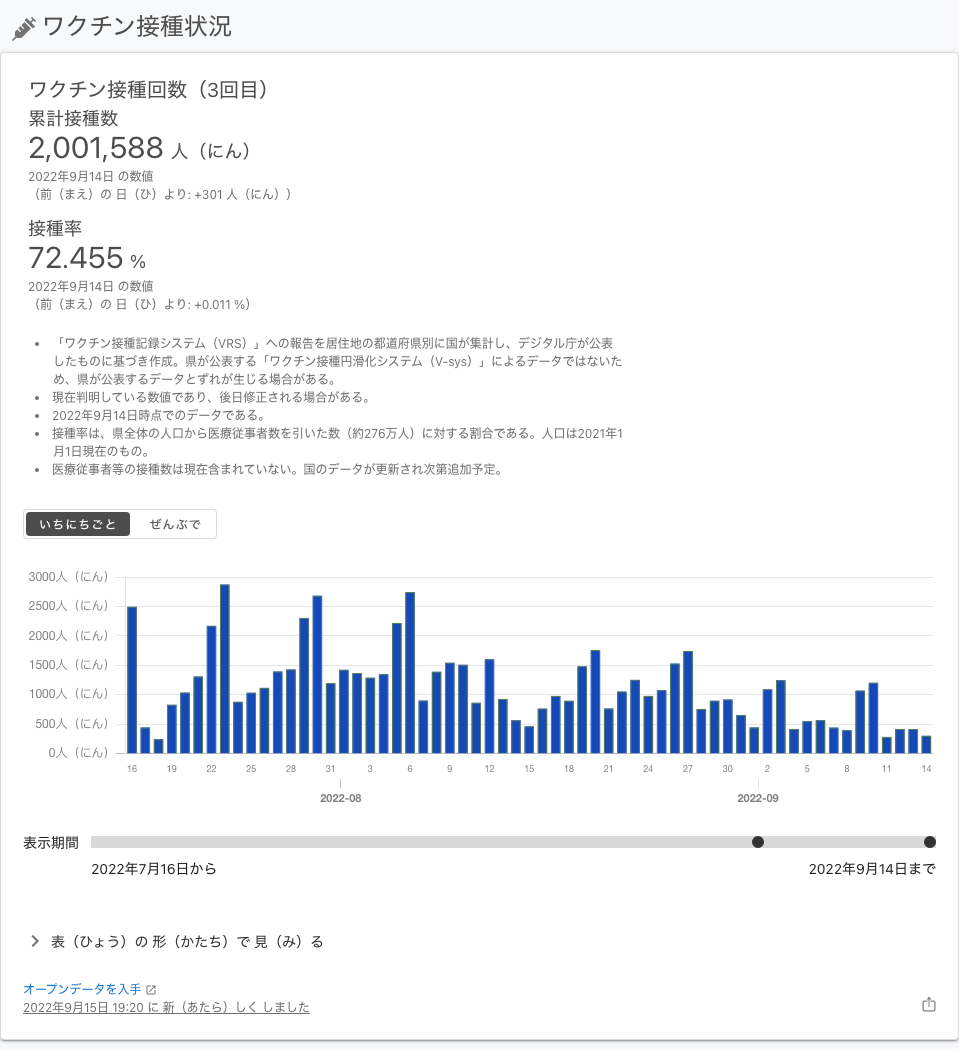 ワクチン接種状況
ワクチン接種回数（3回目）
累計接種数
2,001,588 人（にん）
2022年9月14日 の数値
（前（まえ）の 日（ひ）より: +301 人（にん））
接種率
72.455 %
2022年9月14日 の数値
（前（まえ）の 日（ひ）より: +0.011 %）
• 「ワクチン接種記録システム（VRS）」への報告を居住地の都道府県別に国が集計し、デジタル庁が公表
したものに基づき作成。県が公表する「ワクチン接種円滑化システム（V-sys）」によるデータではないた
め、県が公表するデータとずれが生じる場合がある。
• 現在判明している数値であり、後日修正される場合がある。
• 2022年9月14日時点でのデータである。
• 接種率は、県全体の人口から医療従事者数を引いた数（約276万人）に対する割合である。人口は2021年1
月1日現在のもの。
• 医療従事者等の接種数は現在含まれていない。国のデータが更新され次第追加予定。
いちにちごと ぜんぶで
3000人（にん）
2500人（にん）
2000人（にん）
1500人（にん）
1000人（にん）
500人（にん）
0人（にん）
16 19 22 25 28 31 3 6 9 12 15 18 21 24 27 30 2 5 8 11 14
2022-08 2022-09
表示期間
2022年7月16日から 2022年9月14日まで
表（ひょう）の 形（かたち）で 見（み）る
オープンデータを入手
2022年9月15日 19:20 に 新（あたら）しく しました